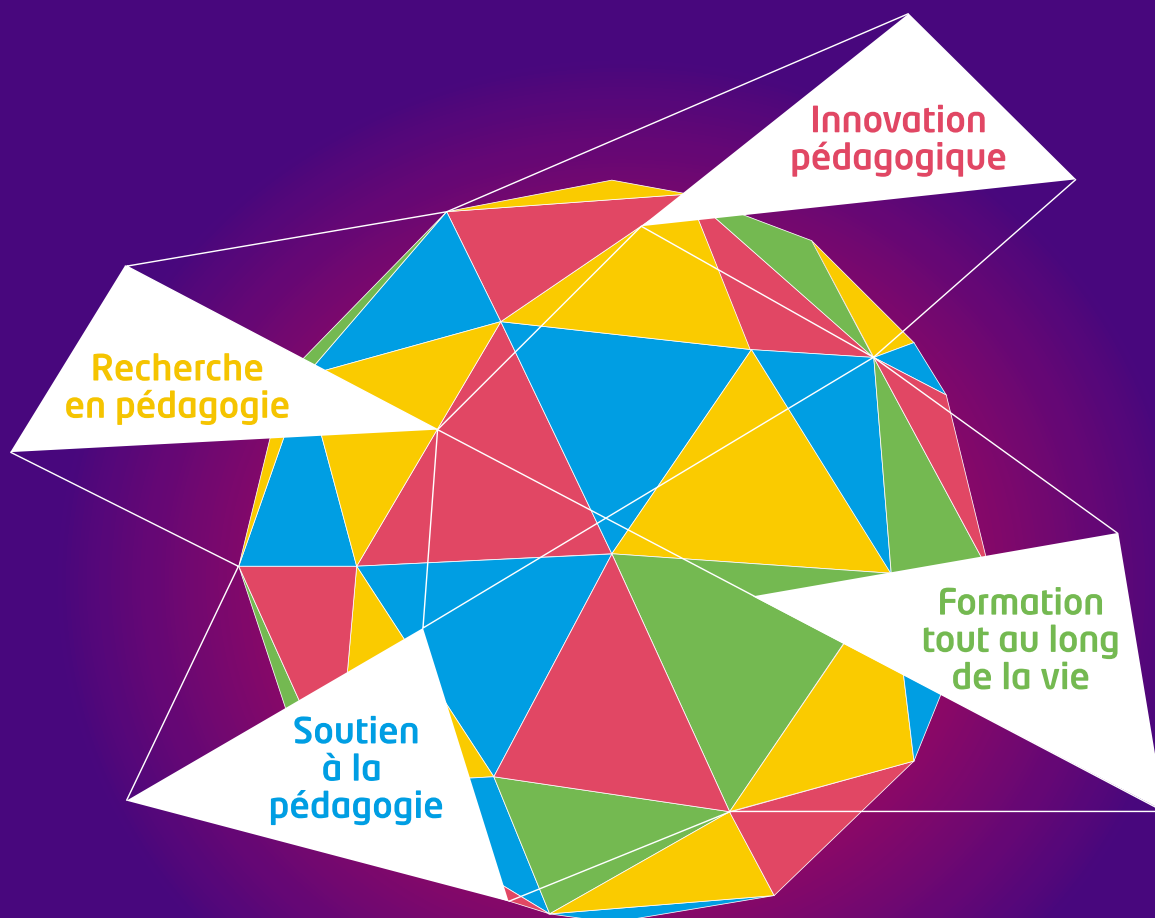 Innovation
pédagogique
Recherche
en pédagogie
Formation
tout au long
de la vie
Soutien
à la
pédagogie